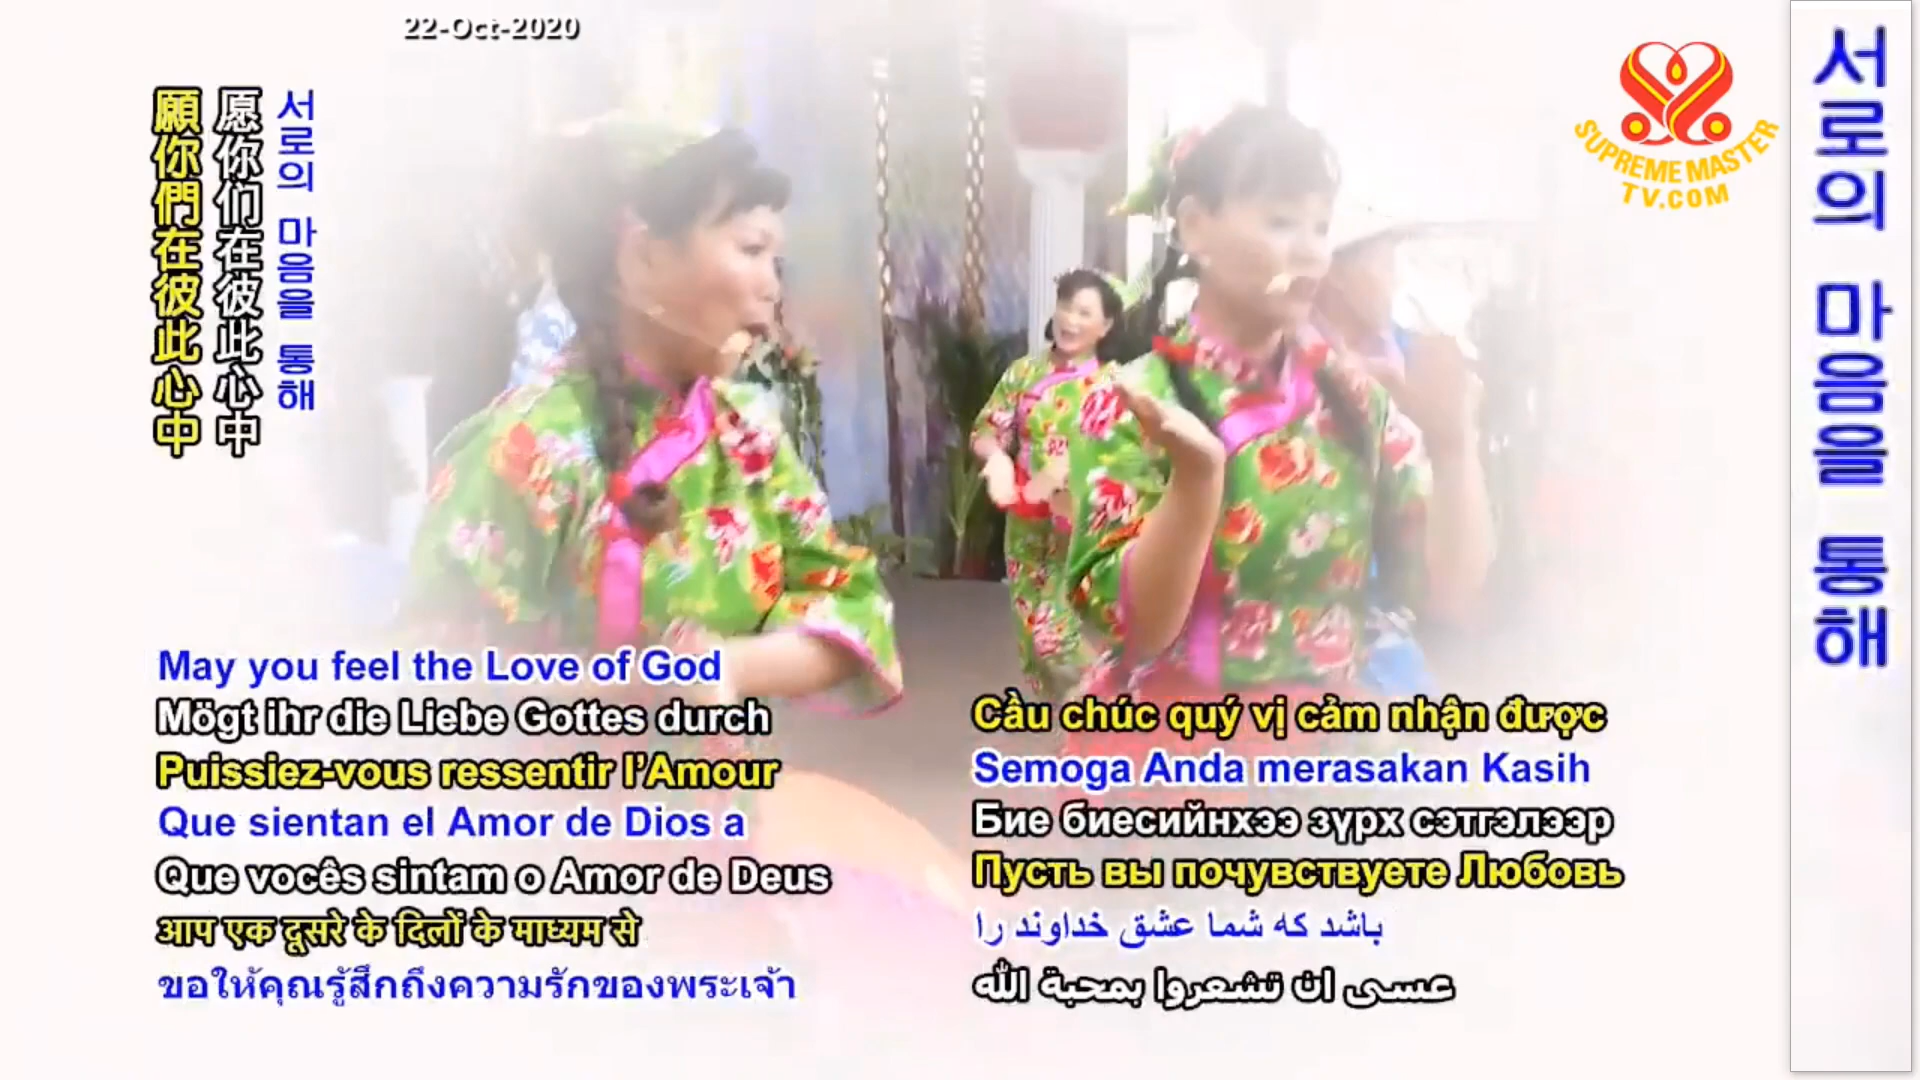 22-Oct-2020
願你們在彼此心中
愿你们在彼此心中
서로의 마음을 통해
SUPREME MASTER
TV.COM
서로의 마음을 통해
May you feel the Love of God
Mögt ihr die Liebe Gottes durch
Puissiez-vous ressentir l'Amour
Que sientan el Amor de Dios a
Que vocês sintam o Amor de Deus
आप एक दूसरे के दिलों के माध्यम से
ขอให้คุณรู้สึกถึงความรักของพระเจ้า
Cầu chúc quý vị cảm nhận được
Semoga Anda merasakan Kasih
Бие биесийнхээ зүрх сэтгэлээр
Пусть вы почувствуете Любовь
باشد که شما عشق خداوند را
عسى ان تشعروا بمحبة الله